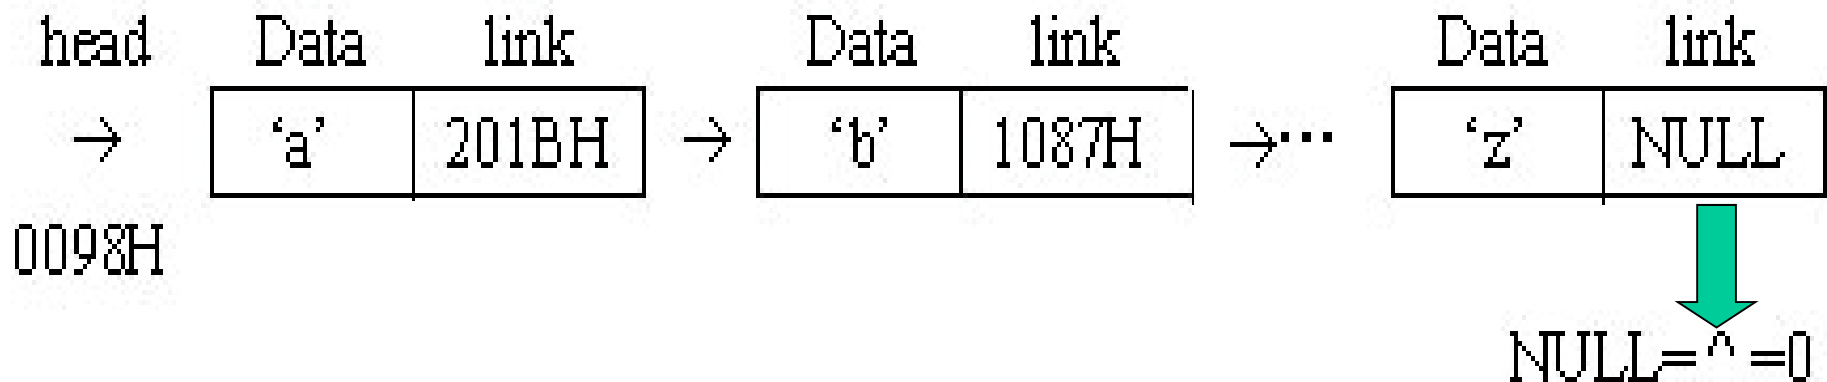 head Data link Data link Data link
→ ‘a’ 201BH → ‘b’ 1087H →⋯ ‘z’ NULL
0098H
NULL=^=0